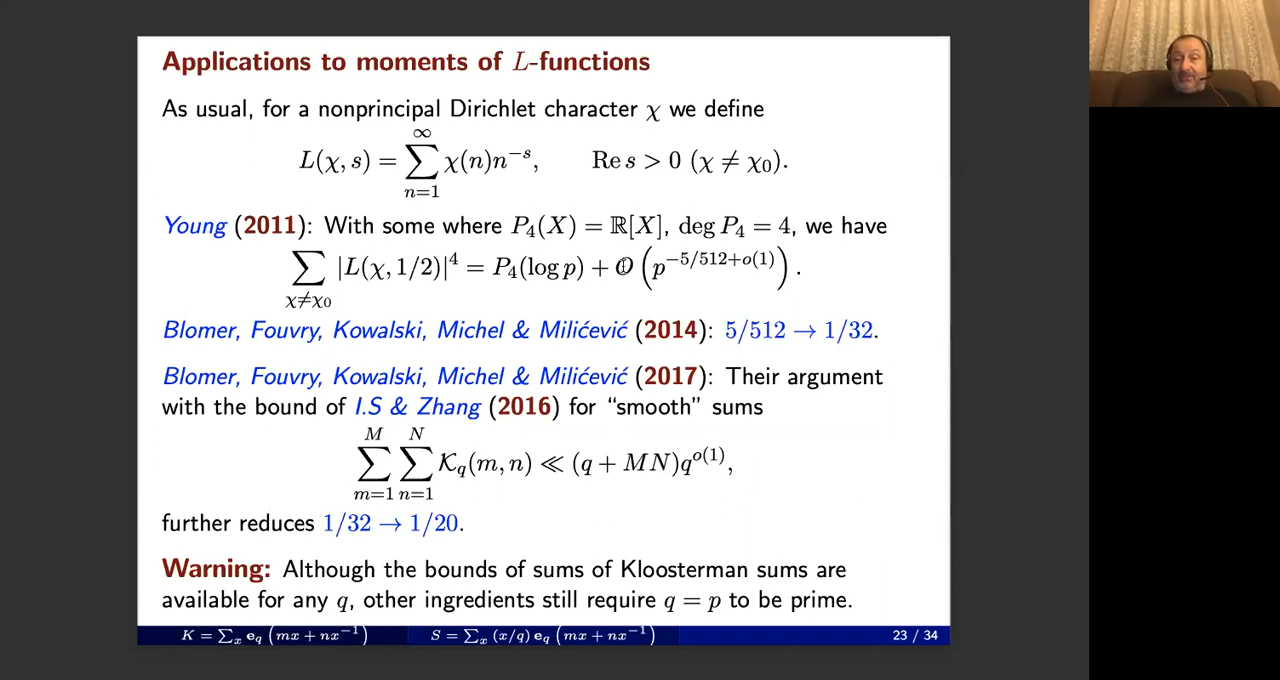 Applications to moments of L-functions
As usual, for a nonprincipal Dirichlet character χ we define
L(χ, s) = ∑_{n=1}^{∞} χ(n)n^{−s},   Re s > 0 (χ ≠ χ₀).
Young (2011): With some where P₄(X) = ℝ[X], deg P₄ = 4, we have
∑_{χ≠χ₀} |L(χ, 1/2)|⁴ = P₄(log p) + O(p^{−5/512+o(1)}).
Blomer, Fouvry, Kowalski, Michel & Milićević (2014): 5/512 → 1/32.
Blomer, Fouvry, Kowalski, Michel & Milićević (2017): Their argument
with the bound of I.S & Zhang (2016) for “smooth” sums
∑_{m=1}^{M} ∑_{n=1}^{N} 𝒦_q(m, n) ≪ (q + MN)q^{o(1)},
further reduces 1/32 → 1/20.
Warning: Although the bounds of sums of Kloosterman sums are
available for any q, other ingredients still require q = p to be prime.
K = ∑_x e_q (mx + nx^{−1})   S = ∑_x (x/q) e_q (mx + nx^{−1})   23 / 34